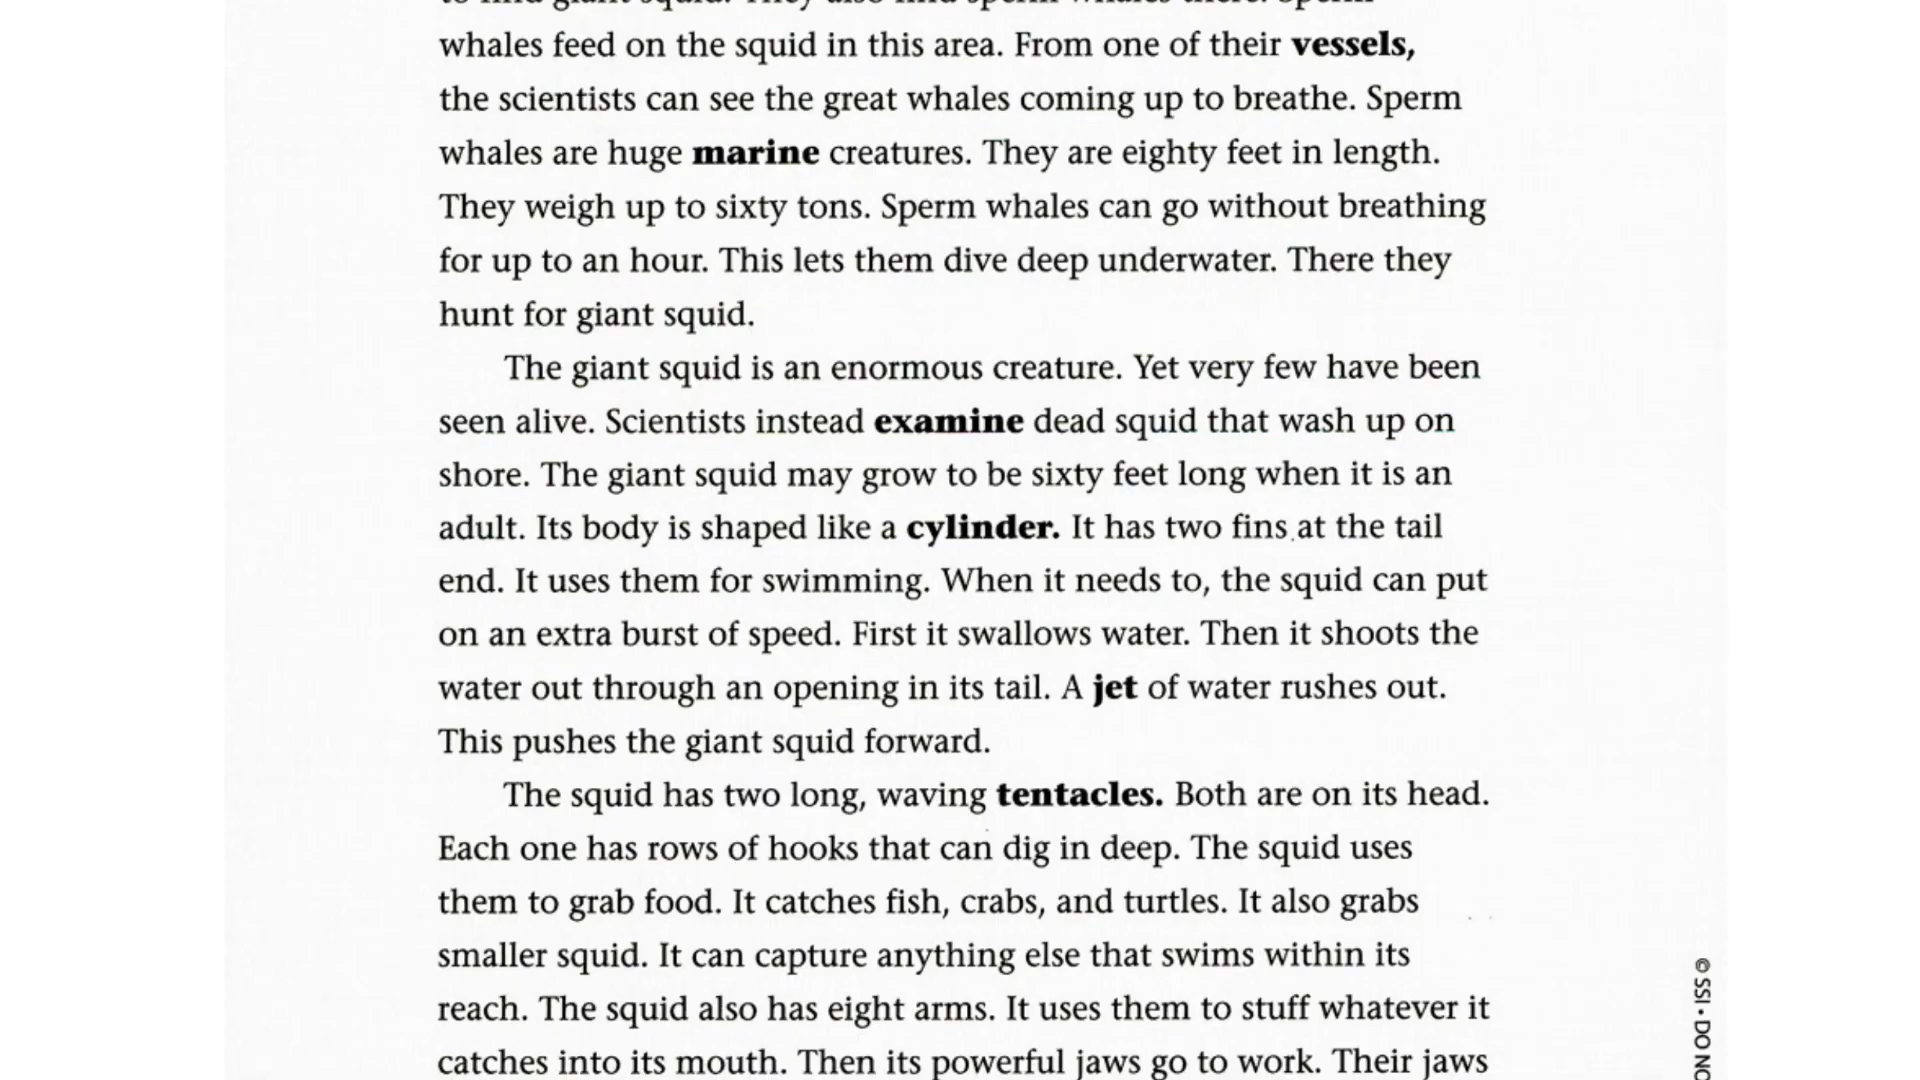 to find giant squid. They also find sperm whales there. Sperm
whales feed on the squid in this area. From one of their vessels,
the scientists can see the great whales coming up to breathe. Sperm
whales are huge marine creatures. They are eighty feet in length.
They weigh up to sixty tons. Sperm whales can go without breathing
for up to an hour. This lets them dive deep underwater. There they
hunt for giant squid.
The giant squid is an enormous creature. Yet very few have been
seen alive. Scientists instead examine dead squid that wash up on
shore. The giant squid may grow to be sixty feet long when it is an
adult. Its body is shaped like a cylinder. It has two fins at the tail
end. It uses them for swimming. When it needs to, the squid can put
on an extra burst of speed. First it swallows water. Then it shoots the
water out through an opening in its tail. A jet of water rushes out.
This pushes the giant squid forward.
The squid has two long, waving tentacles. Both are on its head.
Each one has rows of hooks that can dig in deep. The squid uses
them to grab food. It catches fish, crabs, and turtles. It also grabs
smaller squid. It can capture anything else that swims within its
reach. The squid also has eight arms. It uses them to stuff whatever it
catches into its mouth. Then its powerful jaws go to work. Their jaws
© SSI • DO NO